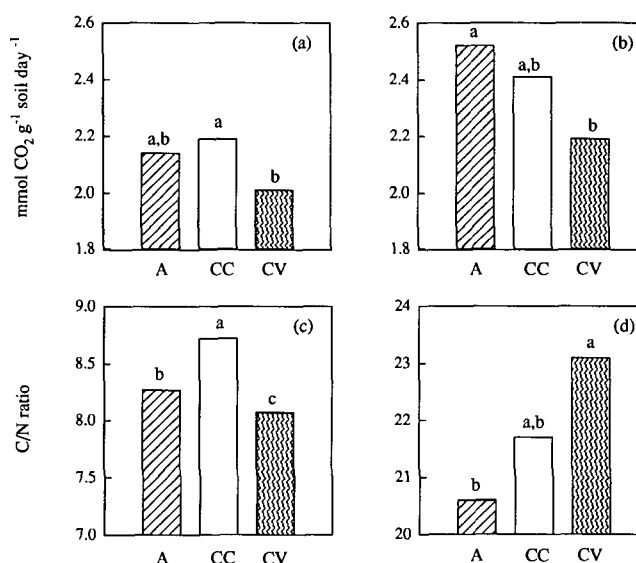 mmol CO₂ g⁻¹ soil day⁻¹
2.6
2.4
2.2
2.0
1.8
(a)
a,b
a
b
A CC CV
2.6
2.4
2.2
2.0
1.8
(b)
a
a,b
b
A CC CV
C/N ratio
9.0
8.5
8.0
7.5
7.0
(c)
b
a
c
A CC CV
24
23
22
21
20
(d)
b
a,b
a
A CC CV